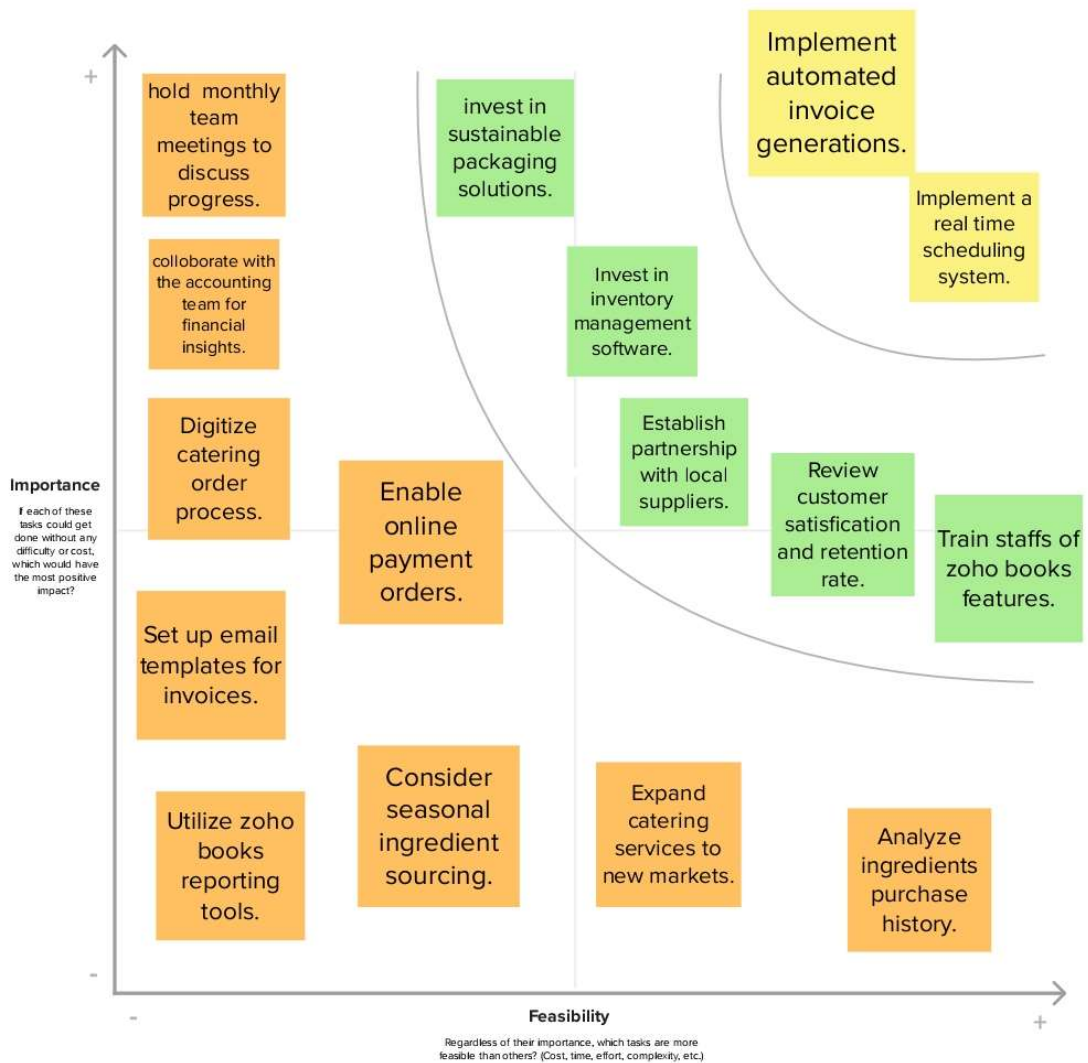 +
hold monthly
team
meetings to
discuss
progress.
invest in
sustainable
packaging
solutions.
Implement
automated
invoice
generations.
Implement a
real time
scheduling
system.
colloborate with
the accounting
team for
financial
insights.
Invest in
inventory
management
software.
Digitize
catering
order
process.
Enable
online
payment
orders.
Establish
partnership
with local
suppliers.
Review
customer
satisfication
and retention
rate.
Train staffs of
zoho books
features.
Importance
If each of these
tasks could get
done without any
difficulty or cost,
which would have
the most positive
impact?
Set up email
templates for
invoices.
Utilize zoho
books
reporting
tools.
Consider
seasonal
ingredient
sourcing.
Expand
catering
services to
new markets.
Analyze
ingredients
purchase
history.
-
-
Feasibility
+
Regardless of their importance, which tasks are more
feasible than others? (Cost, time, effort, complexity, etc.)